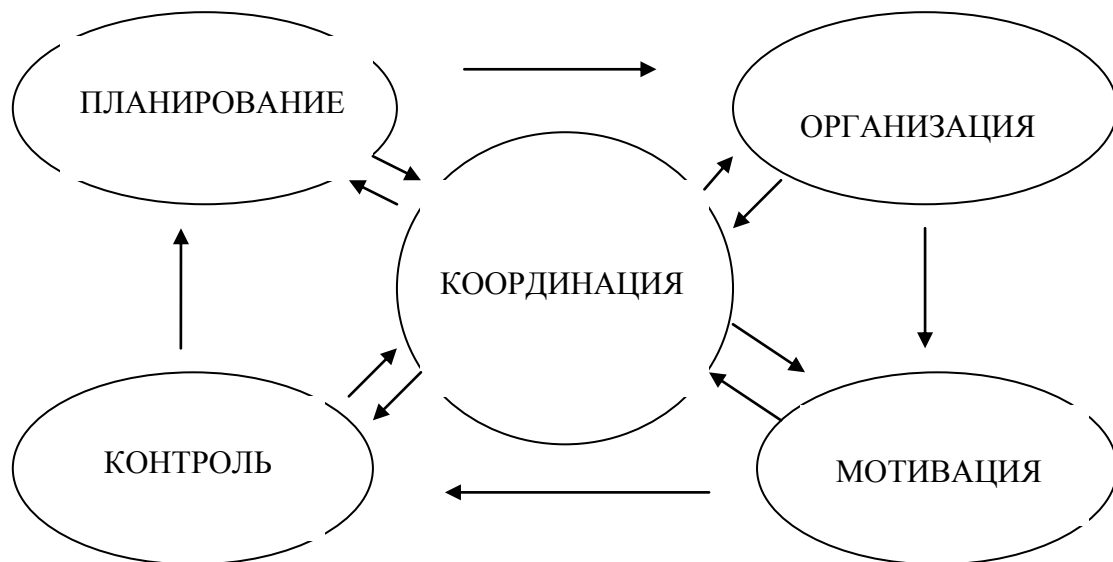 ПЛАНИРОВАНИЕ
ОРГАНИЗАЦИЯ
КООРДИНАЦИЯ
КОНТРОЛЬ
МОТИВАЦИЯ